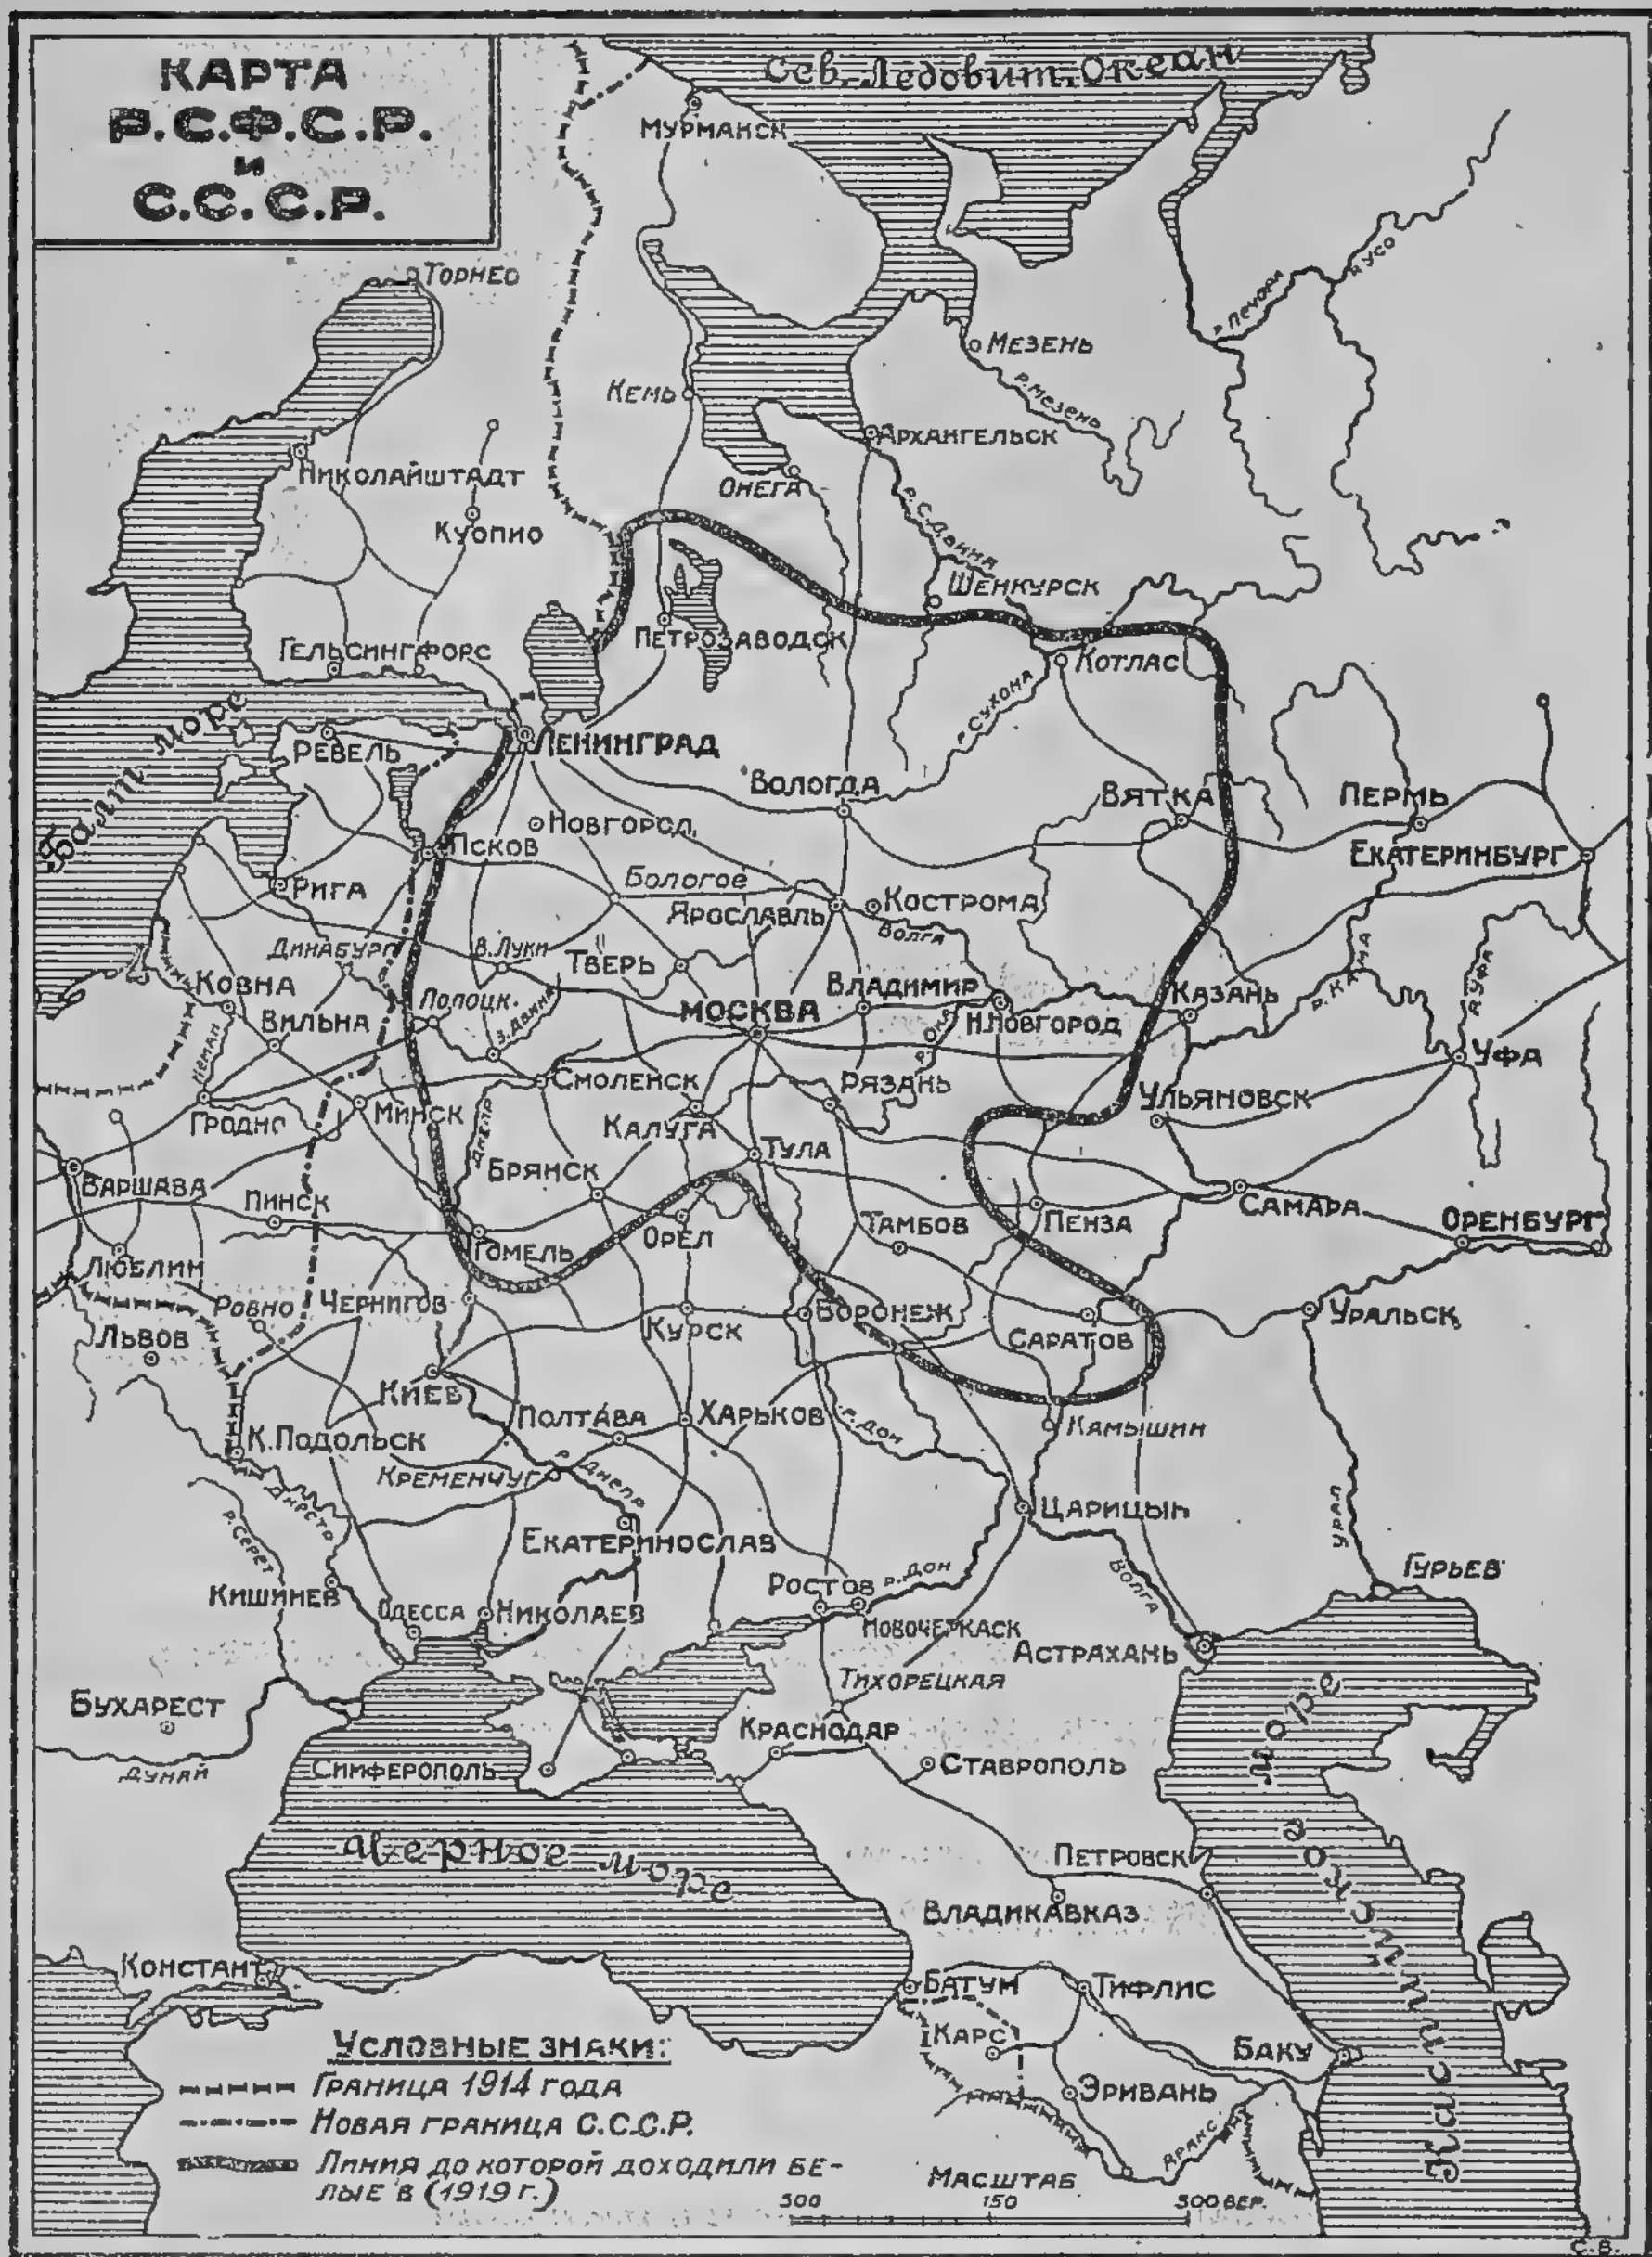 КАРТА
Р.С.Ф.С.Р.
и
С.С.С.Р.
Сев. Ледовит. Океан
МУРМАНСК
ТОРНЕО
р. УСО
р. ПЕЧОРА
МЕЗЕНЬ
р. МЕЗЕНЬ
КЕМЬ
АРХАНГЕЛЬСК
НИКОЛАЙШТАДТ
ОНЕГА
КУОПИО
р. С. ДВИНА
ШЕНКУРСК
ПЕТРОЗАВОДСК
ГЕЛЬСИНГФОРС
КОТЛАС
р. СУХОНА
Балт море
РЕВЕЛЬ
ЛЕНИНГРАД
ВОЛОГДА
ВЯТКА
ПЕРМЬ
НОВГОРОД
ПСКОВ
ЕКАТЕРИНБУРГ
РИГА
БОЛОГОЕ
ЯРОСЛАВЛЬ
КОСТРОМА
ВОЛГА
ДИНАБУРГ
В. ЛУКИ
ТВЕРЬ
р. КАМА
р. УФА
КОВНА
ПОЛОЦК.
З. ДВИНА
МОСКВА
ВЛАДИМИР
Н. НОВГОРОД
КАЗАНЬ
ВИЛЬНА
р. ОКА
УФА
НЕМАН
СМОЛЕНСК
РЯЗАНЬ
УЛЬЯНОВСК
ГРОДНО
МИНСК
ДНЕПР
КАЛУГА
ТУЛА
БРЯНСК
ВАРШАВА
ПИНСК
САМАРА
ОРЕНБУРГ
ГОМЕЛЬ
ОРЕЛ
ТАМБОВ
ПЕНЗА
ЛЮБЛИН
РОВНО
ЧЕРНИГОВ
КУРСК
ВОРОНЕЖ
САРАТОВ
УРАЛЬСК
ЛЬВОВ
КИЕВ
ПОЛТАВА
ХАРЬКОВ
р. ДОН
КАМЫШИН
К. ПОДОЛЬСК
КРЕМЕНЧУГ
р. ДНЕПР
ДНЕСТР
ЕКАТЕРИНОСЛАВ
ЦАРИЦЫН
УРАЛ
р. СЕРЕТ
КИШИНЕВ
ОДЕССА
НИКОЛАЕВ
РОСТОВ
р. ДОН
НОВОЧЕРКАСК
ВОЛГА
ГУРЬЕВ
АСТРАХАНЬ
ТИХОРЕЦКАЯ
БУХАРЕСТ
ДУНАЙ
КРАСНОДАР
СИМФЕРОПОЛЬ
СТАВРОПОЛЬ
Черное море
ПЕТРОВСК
ВЛАДИКАВКАЗ
Каспийское море
КОНСТАНТ
БАТУМ
ТИФЛИС
КАРС
БАКУ
ЭРИВАНЬ
АРАКС
УСЛОВНЫЕ ЗНАКИ:
ГРАНИЦА 1914 ГОДА
НОВАЯ ГРАНИЦА С.С.С.Р.
ЛИНИЯ ДО КОТОРОЙ ДОХОДИЛИ БЕ-
ЛЫЕ В (1919 г.)
МАСШТАБ
300 150 300 ВЕР.
С.В.